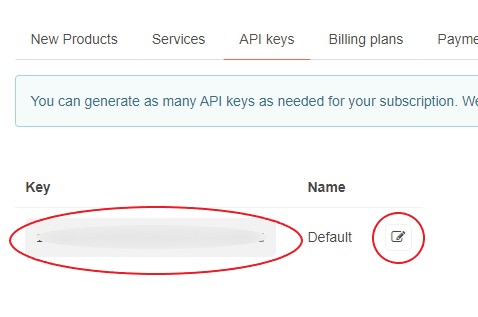 New Products Services API keys Billing plans Payme
You can generate as many API keys as needed for your subscription. We
Key Name
Default